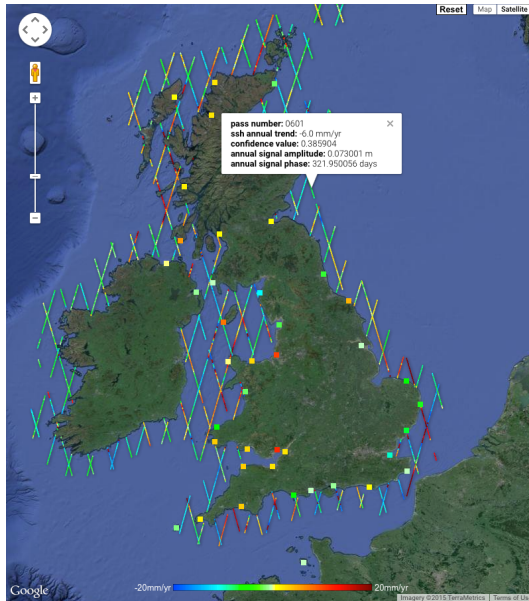 Reset Map Satellite
pass number: 0601
ssh annual trend: -6.0 mm/yr
confidence value: 0.385904
annual signal amplitude: 0.073001 m
annual signal phase: 321.950056 days
-20mm/yr 20mm/yr
Google
Imagery ©2015 TerraMetrics Terms of Us